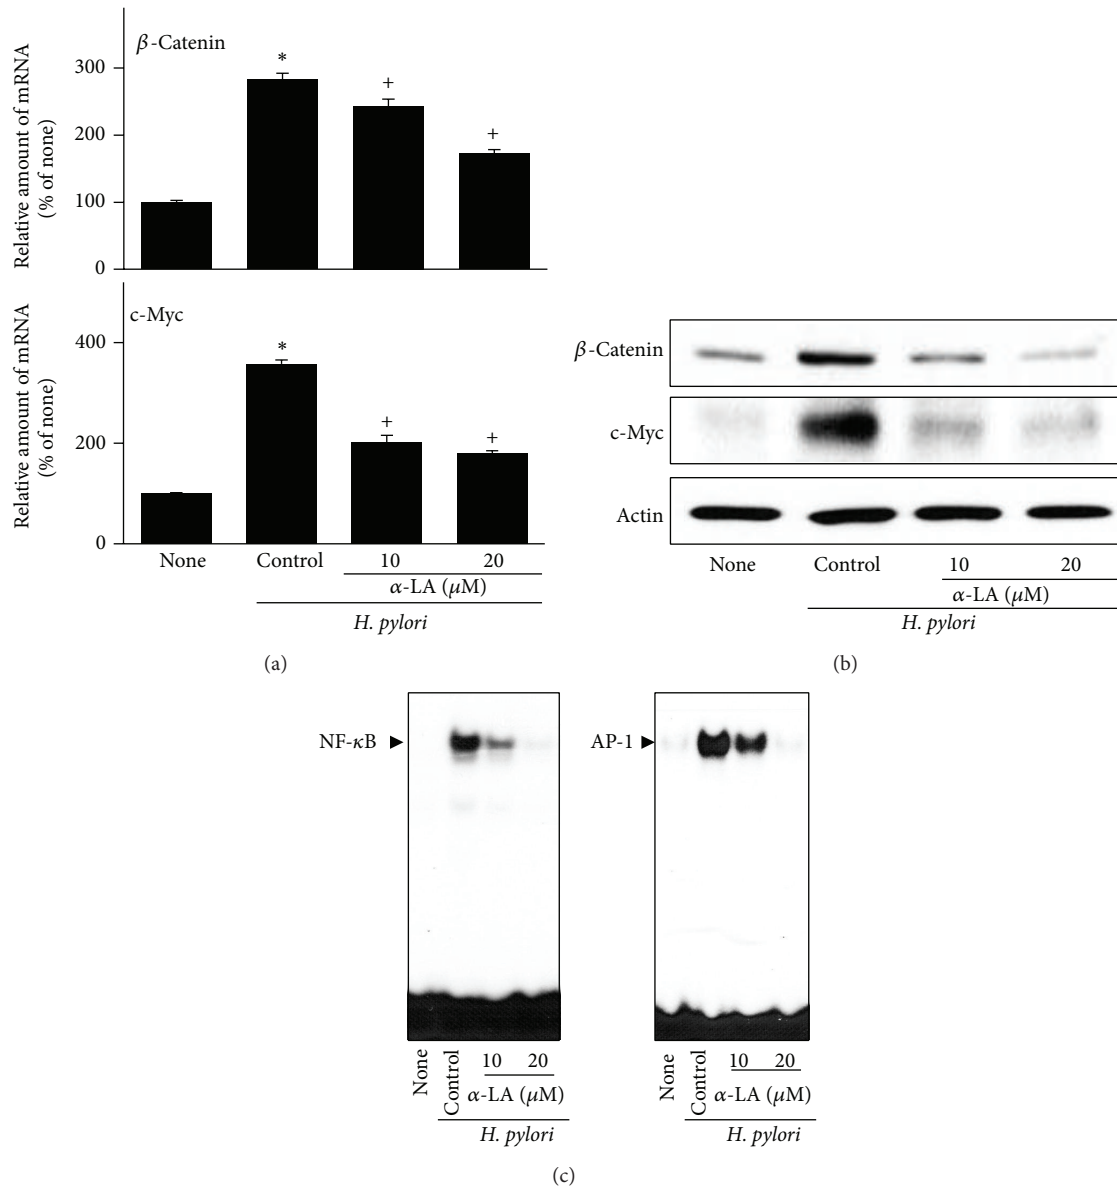 β-Catenin
*
+
+
300
200
100
0
Relative amount of mRNA
(% of none)
c-Myc
*
+
+
400
200
0
Relative amount of mRNA
(% of none)
None Control 10 20
α-LA (μM)
H. pylori
(a)
β-Catenin
c-Myc
Actin
None Control 10 20
α-LA (μM)
H. pylori
(b)
NF-κB
None Control 10 20
α-LA (μM)
H. pylori
AP-1
None Control 10 20
α-LA (μM)
H. pylori
(c)